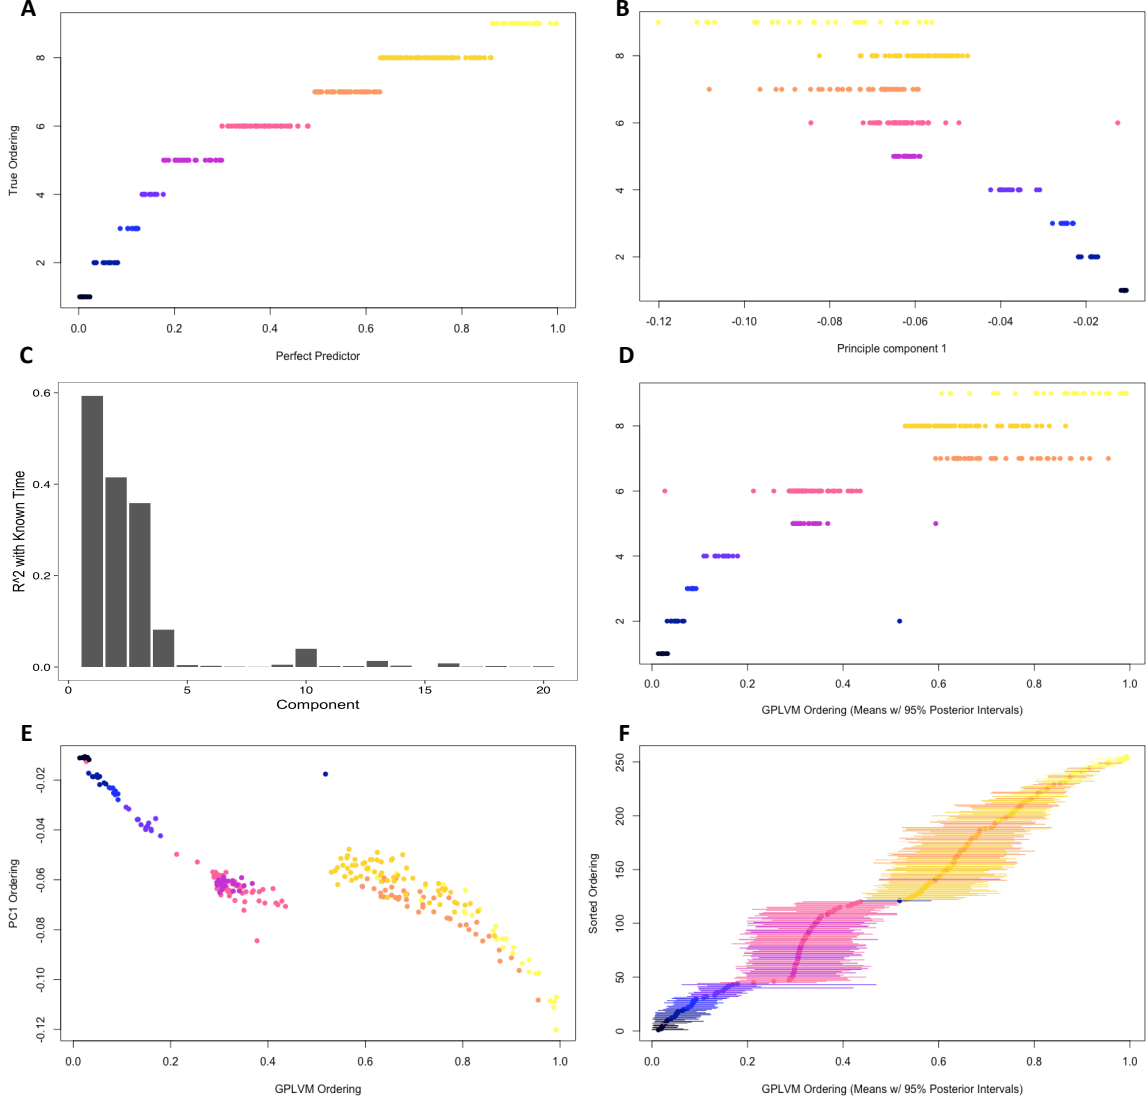 A
True Ordering
8
6
4
2
0.0 0.2 0.4 0.6 0.8 1.0
Perfect Predictor
B
8
6
4
2
-0.12 -0.10 -0.08 -0.06 -0.04 -0.02
Principle component 1
C
R^2 with Known Time
0.6
0.4
0.2
0.0
0 5 10 15 20
Component
D
8
6
4
2
0.0 0.2 0.4 0.6 0.8 1.0
GPLVM Ordering (Means w/ 95% Posterior Intervals)
E
PC1 Ordering
-0.02
-0.04
-0.06
-0.08
-0.10
-0.12
0.0 0.2 0.4 0.6 0.8 1.0
GPLVM Ordering
F
Sorted Ordering
250
200
150
100
50
0
0.0 0.2 0.4 0.6 0.8 1.0
GPLVM Ordering (Means w/ 95% Posterior Intervals)